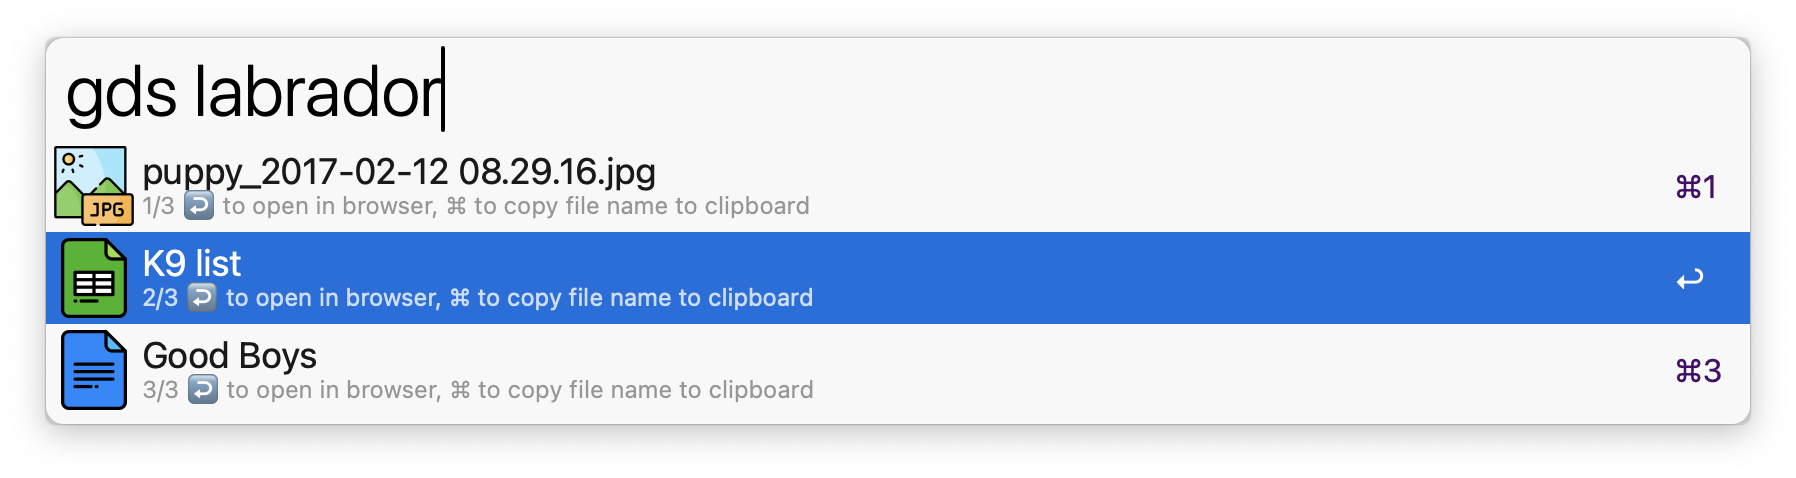 gds labrador
puppy_2017-02-12 08.29.16.jpg
JPG
1/3 ↩️ to open in browser, ⌘ to copy file name to clipboard
⌘1
K9 list
2/3 ↩️ to open in browser, ⌘ to copy file name to clipboard
↩
Good Boys
3/3 ↩️ to open in browser, ⌘ to copy file name to clipboard
⌘3